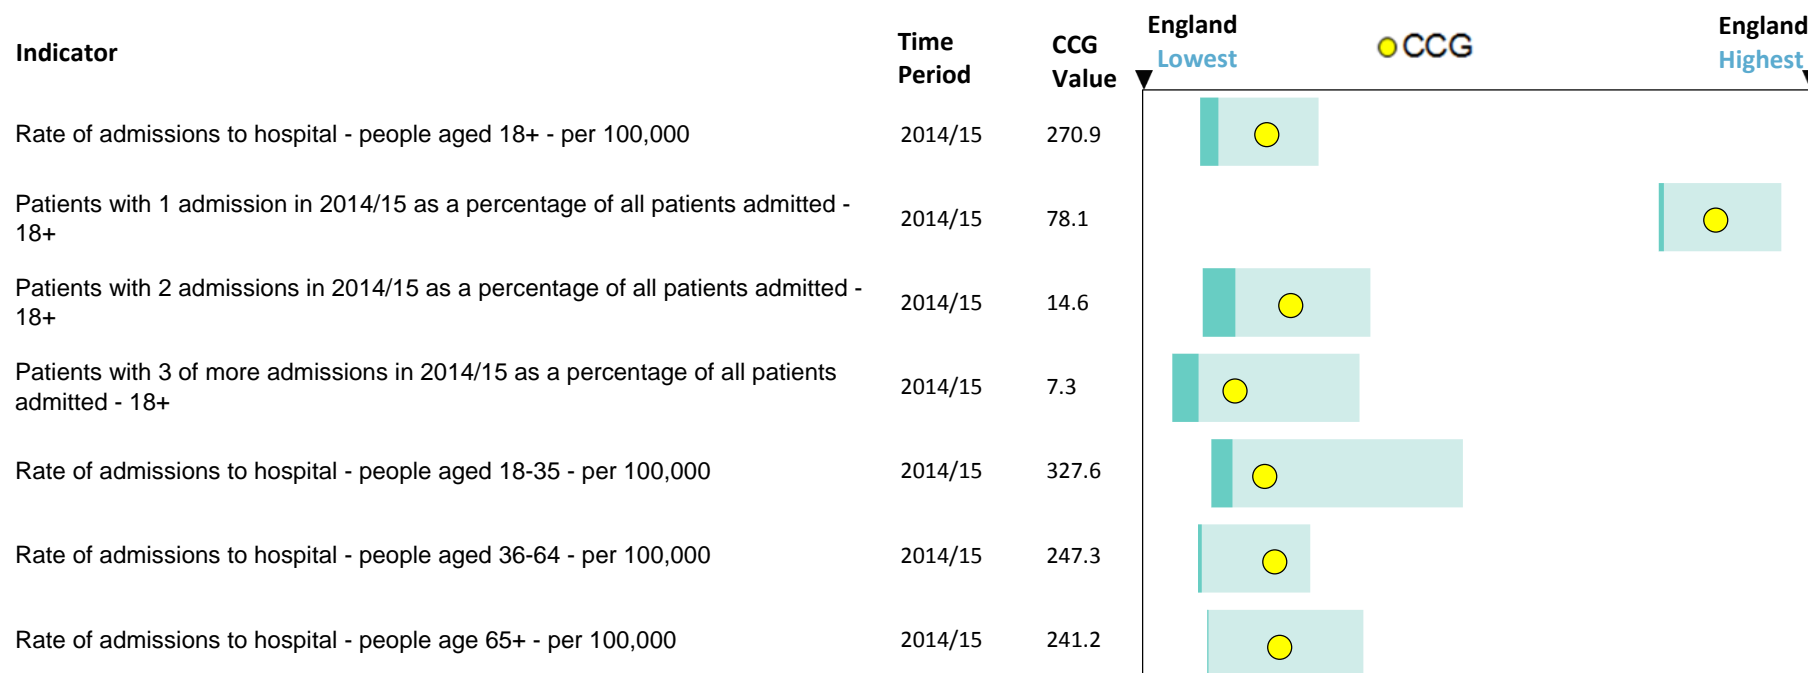 Indicator
Time
Period
CCG
Value
England
Lowest
CCG
England
Highest
Rate of admissions to hospital - people aged 18+ - per 100,000 2014/15 270.9
Patients with 1 admission in 2014/15 as a percentage of all patients admitted -
18+
2014/15 78.1
Patients with 2 admissions in 2014/15 as a percentage of all patients admitted -
18+
2014/15 14.6
Patients with 3 of more admissions in 2014/15 as a percentage of all patients
admitted - 18+
2014/15 7.3
Rate of admissions to hospital - people aged 18-35 - per 100,000 2014/15 327.6
Rate of admissions to hospital - people aged 36-64 - per 100,000 2014/15 247.3
Rate of admissions to hospital - people age 65+ - per 100,000 2014/15 241.2